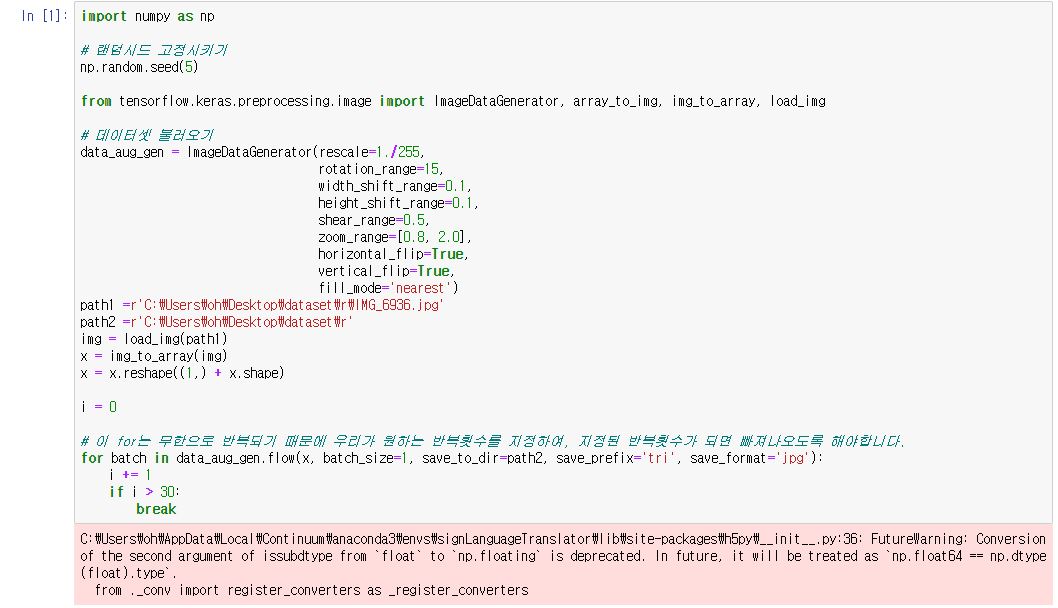 In [1]: import numpy as np
# 랜덤시드 고정시키기
np.random.seed(5)
from tensorflow.keras.preprocessing.image import ImageDataGenerator, array_to_img, img_to_array, load_img
# 데이터셋 불러오기
data_aug_gen = ImageDataGenerator(rescale=1./255,
rotation_range=15,
width_shift_range=0.1,
height_shift_range=0.1,
shear_range=0.5,
zoom_range=[0.8, 2.0],
horizontal_flip=True,
vertical_flip=True,
fill_mode='nearest')
path1 =r'C:₩Users₩oh₩Desktop₩dataset₩r₩IMG_6936.jpg'
path2 =r'C:₩Users₩oh₩Desktop₩dataset₩r'
img = load_img(path1)
x = img_to_array(img)
x = x.reshape((1,) + x.shape)
i = 0
# 이 for는 무한으로 반복되기 때문에 우리가 원하는 반복횟수를 지정하여, 지정된 반복횟수가 되면 빠져나오도록 해야합니다.
for batch in data_aug_gen.flow(x, batch_size=1, save_to_dir=path2, save_prefix='tri', save_format='jpg'):
i += 1
if i > 30:
break
C:₩Users₩oh₩AppData₩Local₩Continuum₩anaconda3₩envs₩signLanguageTranslator₩lib₩site-packages₩h5py₩__init__.py:36: FutureWarning: Conversion
of the second argument of issubdtype from `float` to `np.floating` is deprecated. In future, it will be treated as `np.float64 == np.dtype
(float).type`.
from ._conv import register_converters as _register_converters